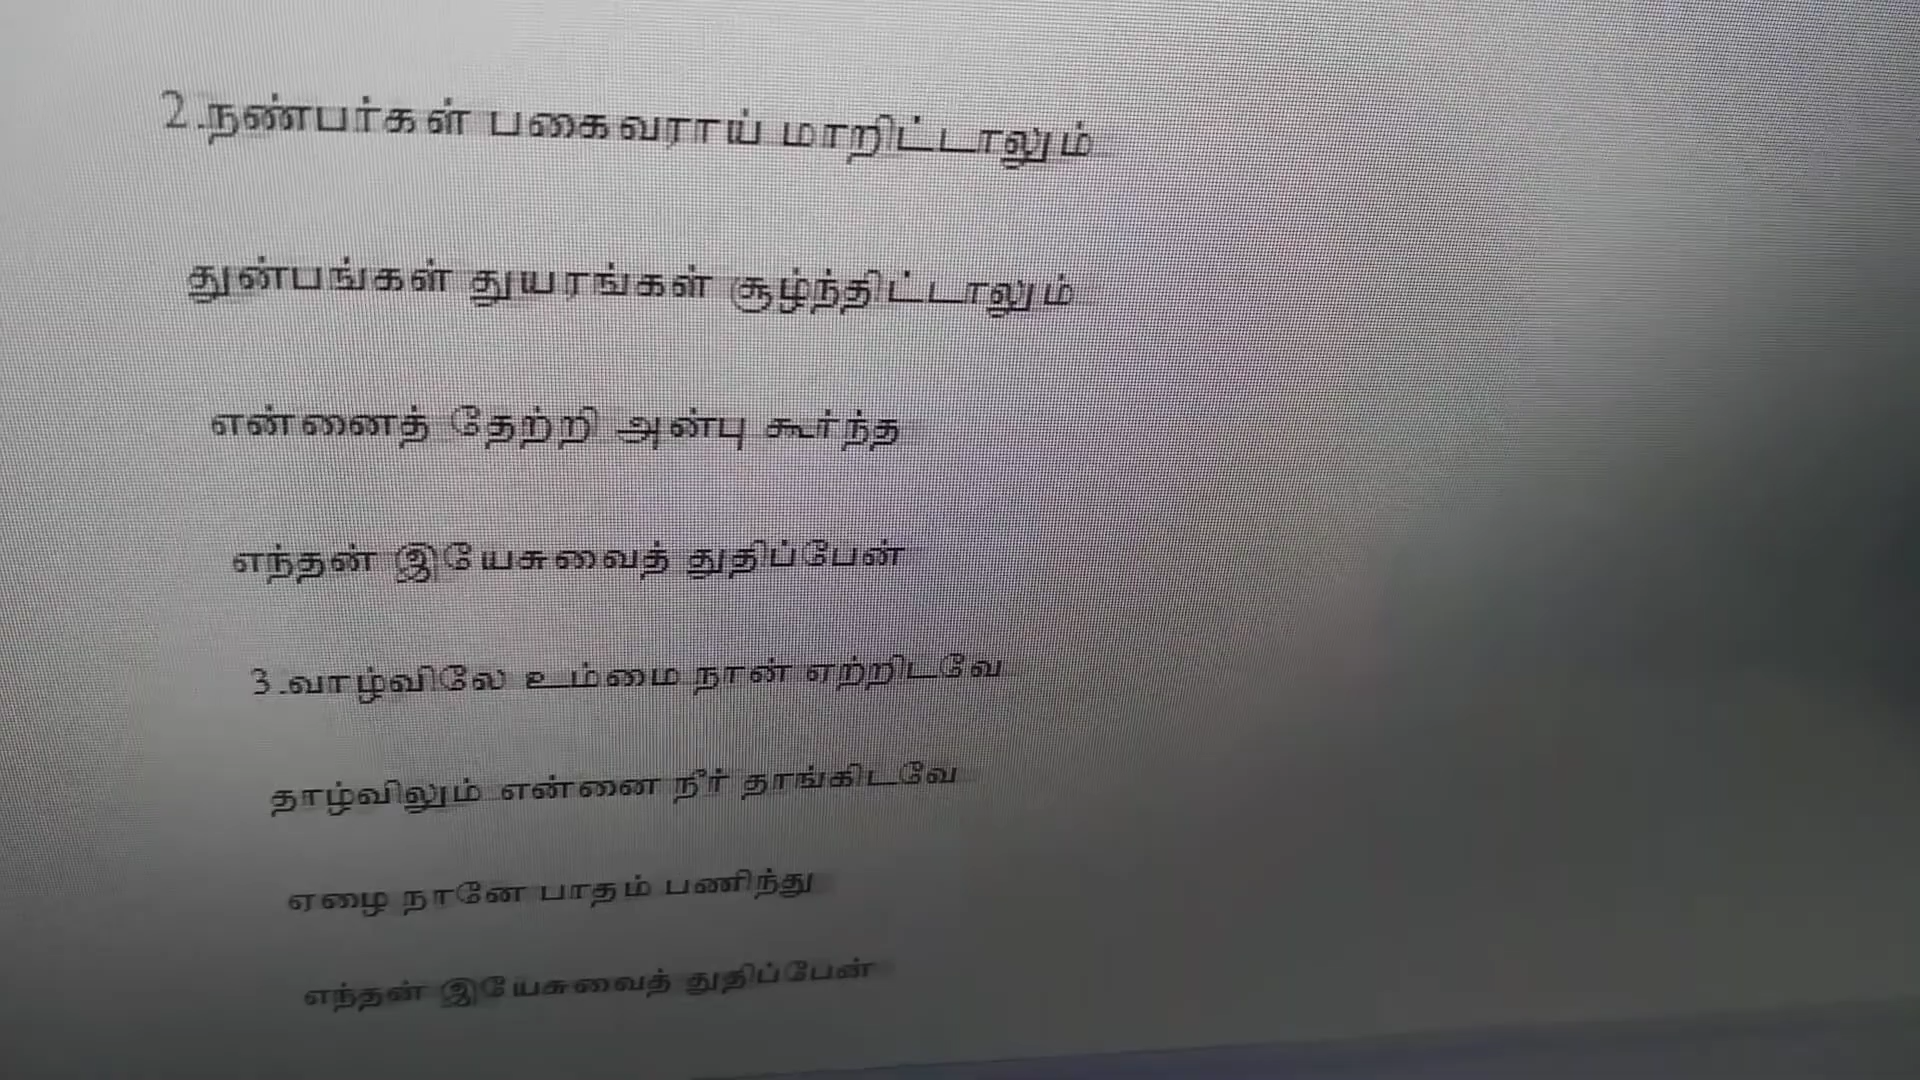 2.நண்பர்கள் பகைவராய் மாறிட்டாலும்
துன்பங்கள் துயரங்கள் சூழ்ந்திட்டாலும்
என்னைத் தேற்றி அன்பு கூர்ந்த
எந்தன் இயேசுவைத் துதிப்பேன்
3.வாழ்விலே உம்மை நான் எற்றிடவே
தாழ்விலும் என்னை நீர் தாங்கிடவே
ஏழை நானே பாதம் பணிந்து
எந்தன் இயேசுவைத் துதிப்பேன்